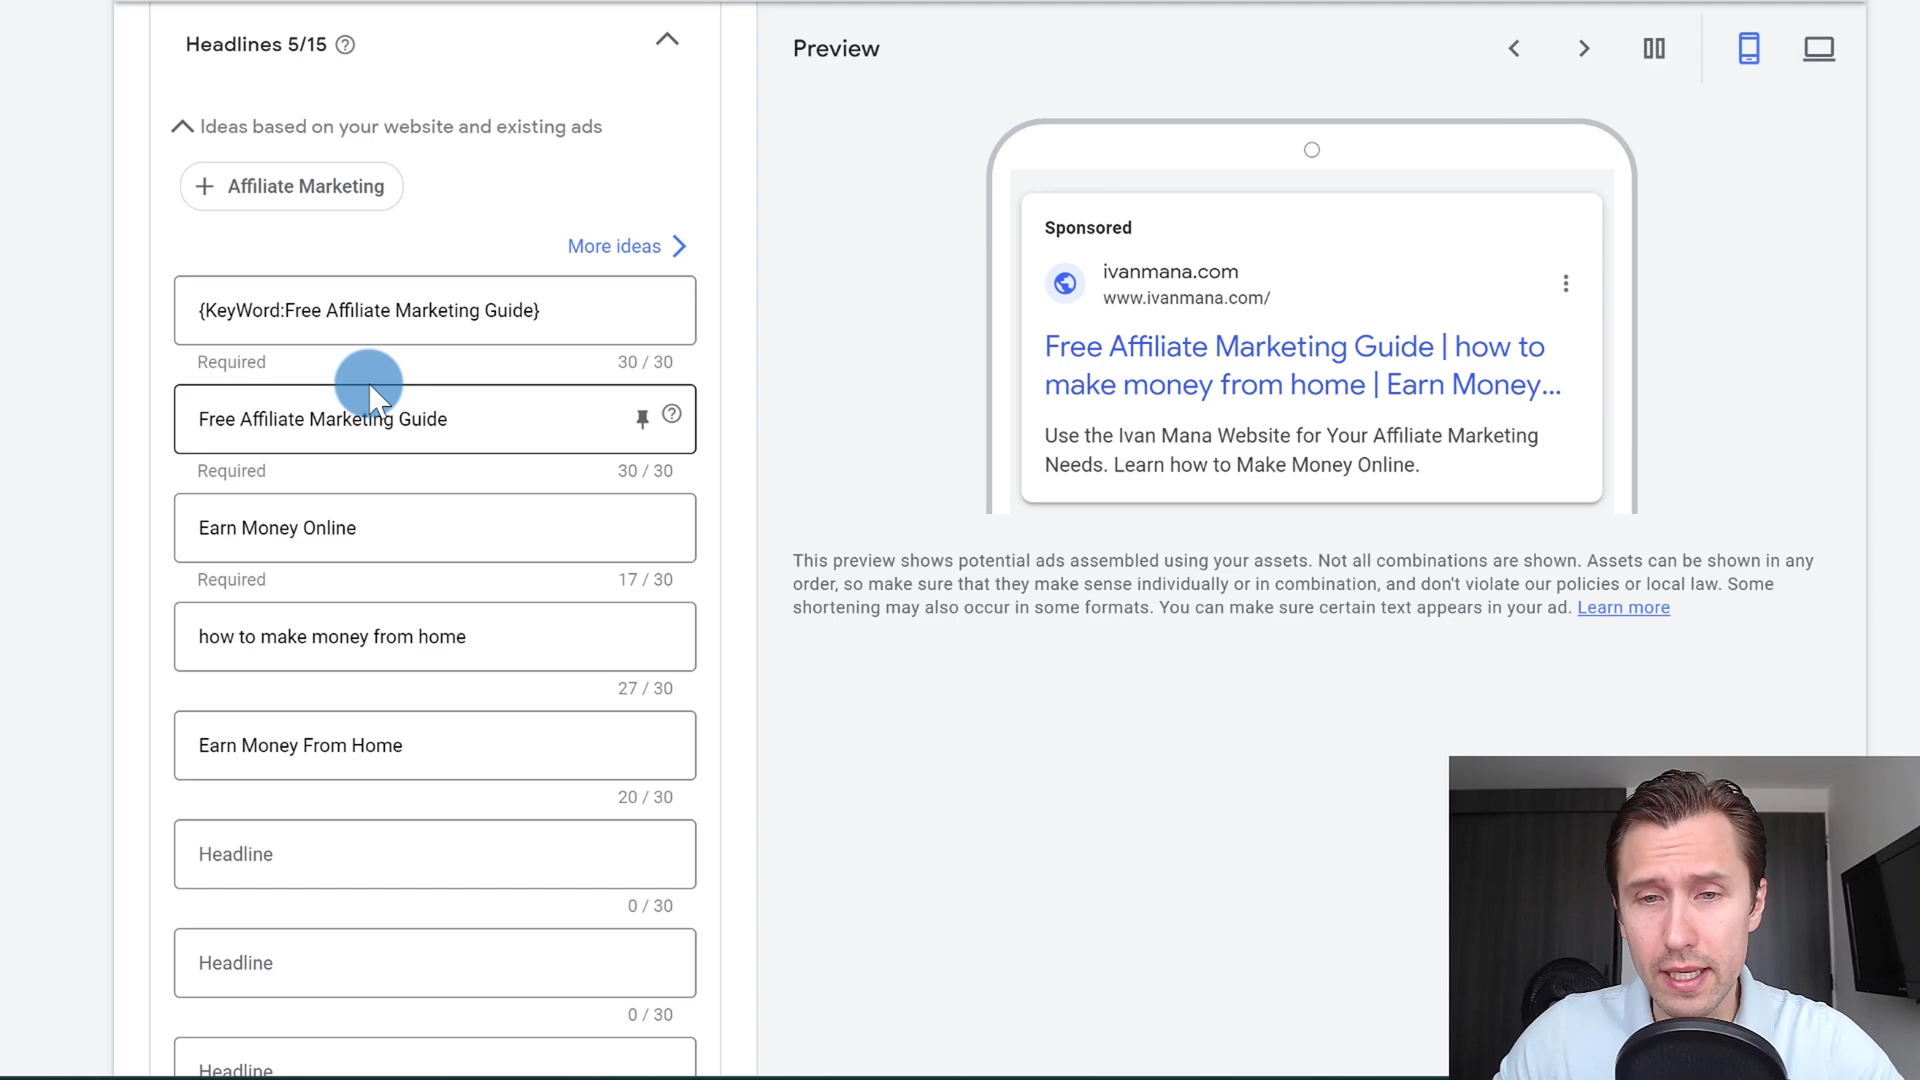 Headlines 5/15
Ideas based on your website and existing ads
+ Affiliate Marketing
More ideas
{KeyWord:Free Affiliate Marketing Guide}
Required
30 / 30
Free Affiliate Marketing Guide
Required
30 / 30
Earn Money Online
Required
17 / 30
how to make money from home
27 / 30
Earn Money From Home
20 / 30
Headline
0 / 30
Headline
0 / 30
Headline
Preview
Sponsored
ivanmana.com
www.ivanmana.com/
Free Affiliate Marketing Guide | how to
make money from home | Earn Money...
Use the Ivan Mana Website for Your Affiliate Marketing
Needs. Learn how to Make Money Online.
This preview shows potential ads assembled using your assets. Not all combinations are shown. Assets can be shown in any
order, so make sure that they make sense individually or in combination, and don't violate our policies or local law. Some
shortening may also occur in some formats. You can make sure certain text appears in your ad. Learn more